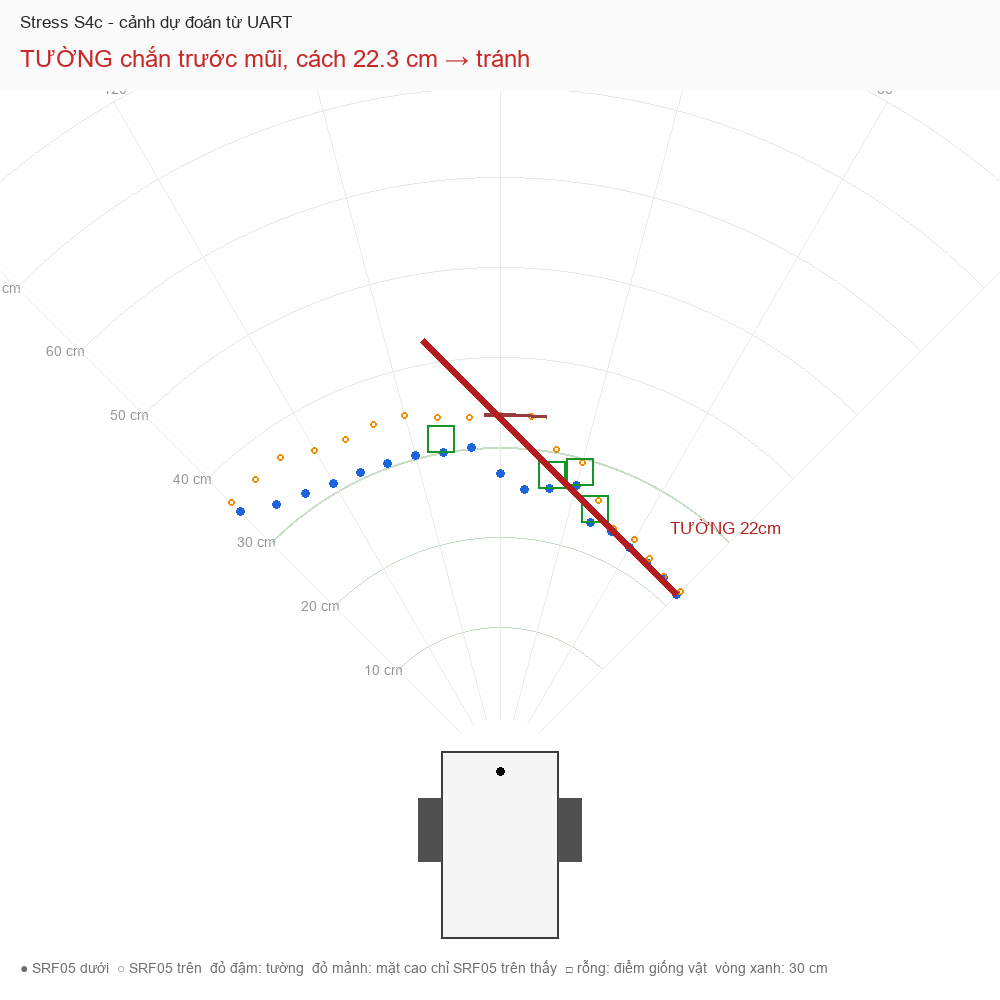 Stress S4c - cảnh dự đoán từ UART
TƯỜNG chắn trước mũi, cách 22.3 cm → tránh
cm
60 cm
50 cm
40 cm
30 cm
20 cm
10 cm
TƯỜNG 22cm
● SRF05 dưới ○ SRF05 trên đỏ đậm: tường đỏ mảnh: mặt cao chỉ SRF05 trên thấy □ rỗng: điểm giống vật vòng xanh: 30 cm